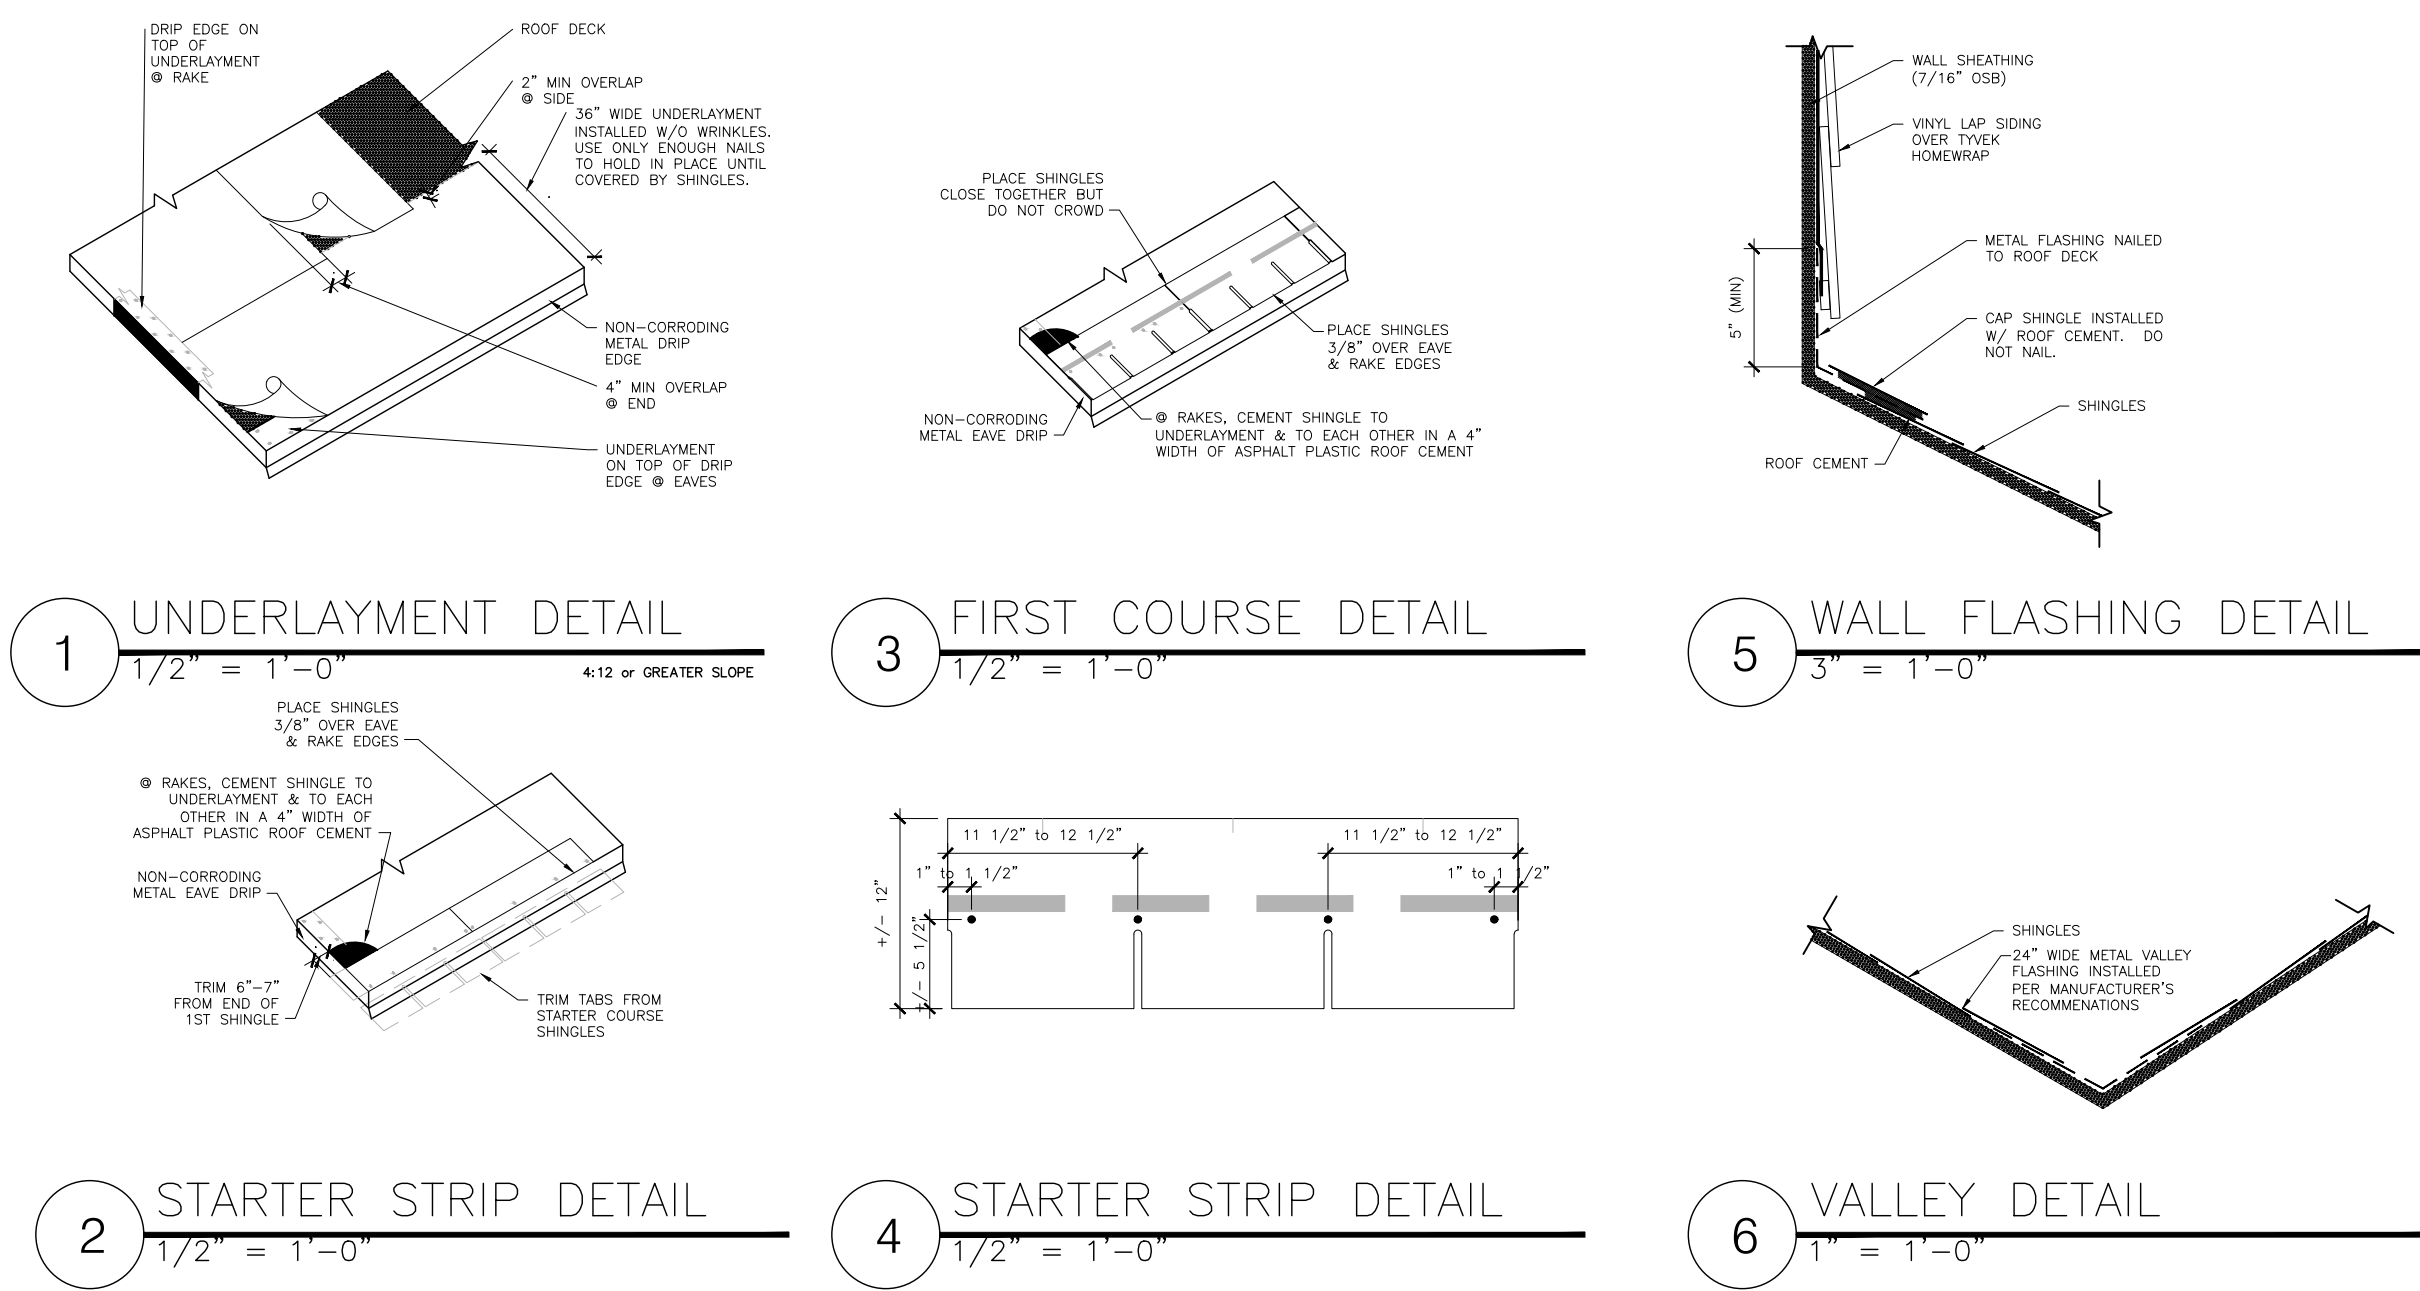 DRIP EDGE ON
TOP OF
UNDERLAYMENT
@ RAKE
ROOF DECK
2" MIN OVERLAP
@ SIDE
36" WIDE UNDERLAYMENT
INSTALLED W/O WRINKLES.
USE ONLY ENOUGH NAILS
TO HOLD IN PLACE UNTIL
COVERED BY SHINGLES.
NON-CORRODING
METAL DRIP
EDGE
4" MIN OVERLAP
@ END
UNDERLAYMENT
ON TOP OF DRIP
EDGE @ EAVES
1
UNDERLAYMENT DETAIL
1/2" = 1'-0"
4:12 or GREATER SLOPE
PLACE SHINGLES
3/8" OVER EAVE
& RAKE EDGES
@ RAKES, CEMENT SHINGLE TO
UNDERLAYMENT & TO EACH
OTHER IN A 4" WIDTH OF
ASPHALT PLASTIC ROOF CEMENT
NON-CORRODING
METAL EAVE DRIP
TRIM 6"-7"
FROM END OF
1ST SHINGLE
TRIM TABS FROM
STARTER COURSE
SHINGLES
2
STARTER STRIP DETAIL
1/2" = 1'-0"
PLACE SHINGLES
CLOSE TOGETHER BUT
DO NOT CROWD
PLACE SHINGLES
3/8" OVER EAVE
& RAKE EDGES
NON-CORRODING
METAL EAVE DRIP
@ RAKES, CEMENT SHINGLE TO
UNDERLAYMENT & TO EACH OTHER IN A 4"
WIDTH OF ASPHALT PLASTIC ROOF CEMENT
3
FIRST COURSE DETAIL
1/2" = 1'-0"
11 1/2" to 12 1/2"
11 1/2" to 12 1/2"
1" to 1 1/2"
1" to 1 1/2"
+/- 12"
+/- 5 1/2"
4
STARTER STRIP DETAIL
1/2" = 1'-0"
WALL SHEATHING
(7/16" OSB)
VINYL LAP SIDING
OVER TYVEK
HOMEWRAP
METAL FLASHING NAILED
TO ROOF DECK
5" (MIN)
CAP SHINGLE INSTALLED
W/ ROOF CEMENT. DO
NOT NAIL.
SHINGLES
ROOF CEMENT
5
WALL FLASHING DETAIL
3" = 1'-0"
SHINGLES
24" WIDE METAL VALLEY
FLASHING INSTALLED
PER MANUFACTURER'S
RECOMMENATIONS
6
VALLEY DETAIL
1" = 1'-0"